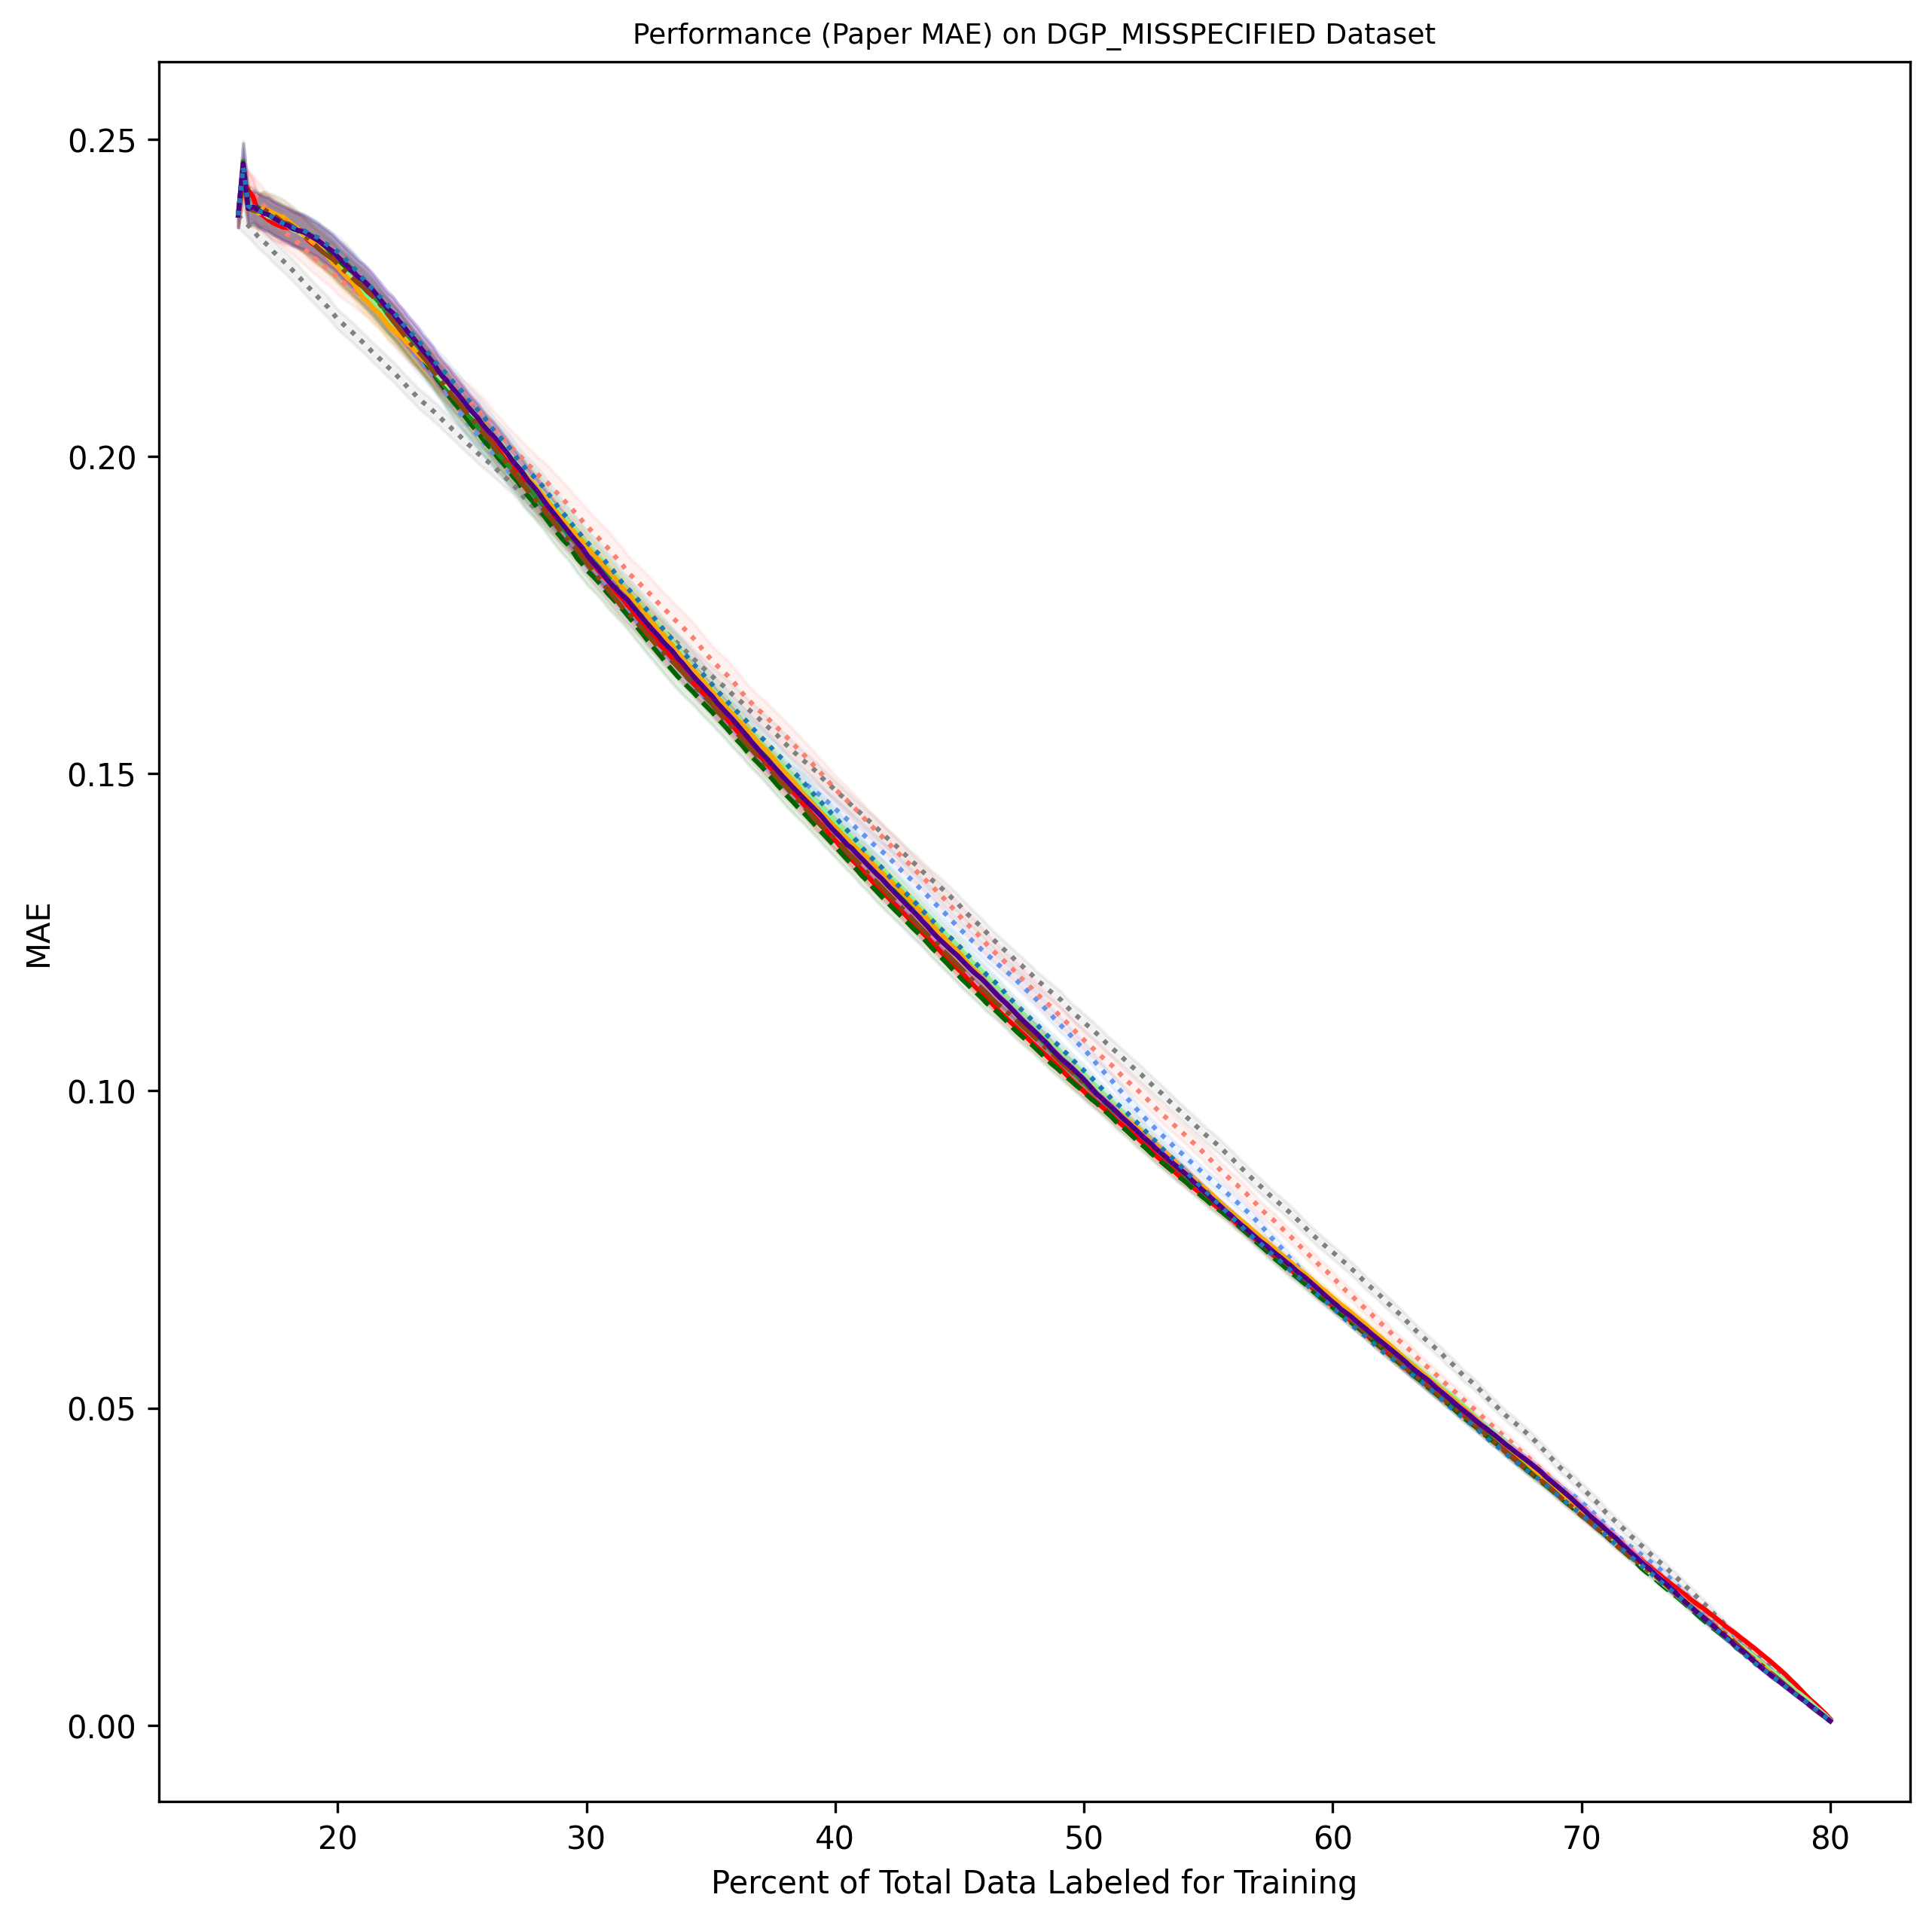 Performance (Paper MAE) on DGP_MISSPECIFIED Dataset
0.25
0.20
0.15
0.10
0.05
0.00
MAE
20 30 40 50 60 70 80
Percent of Total Data Labeled for Training